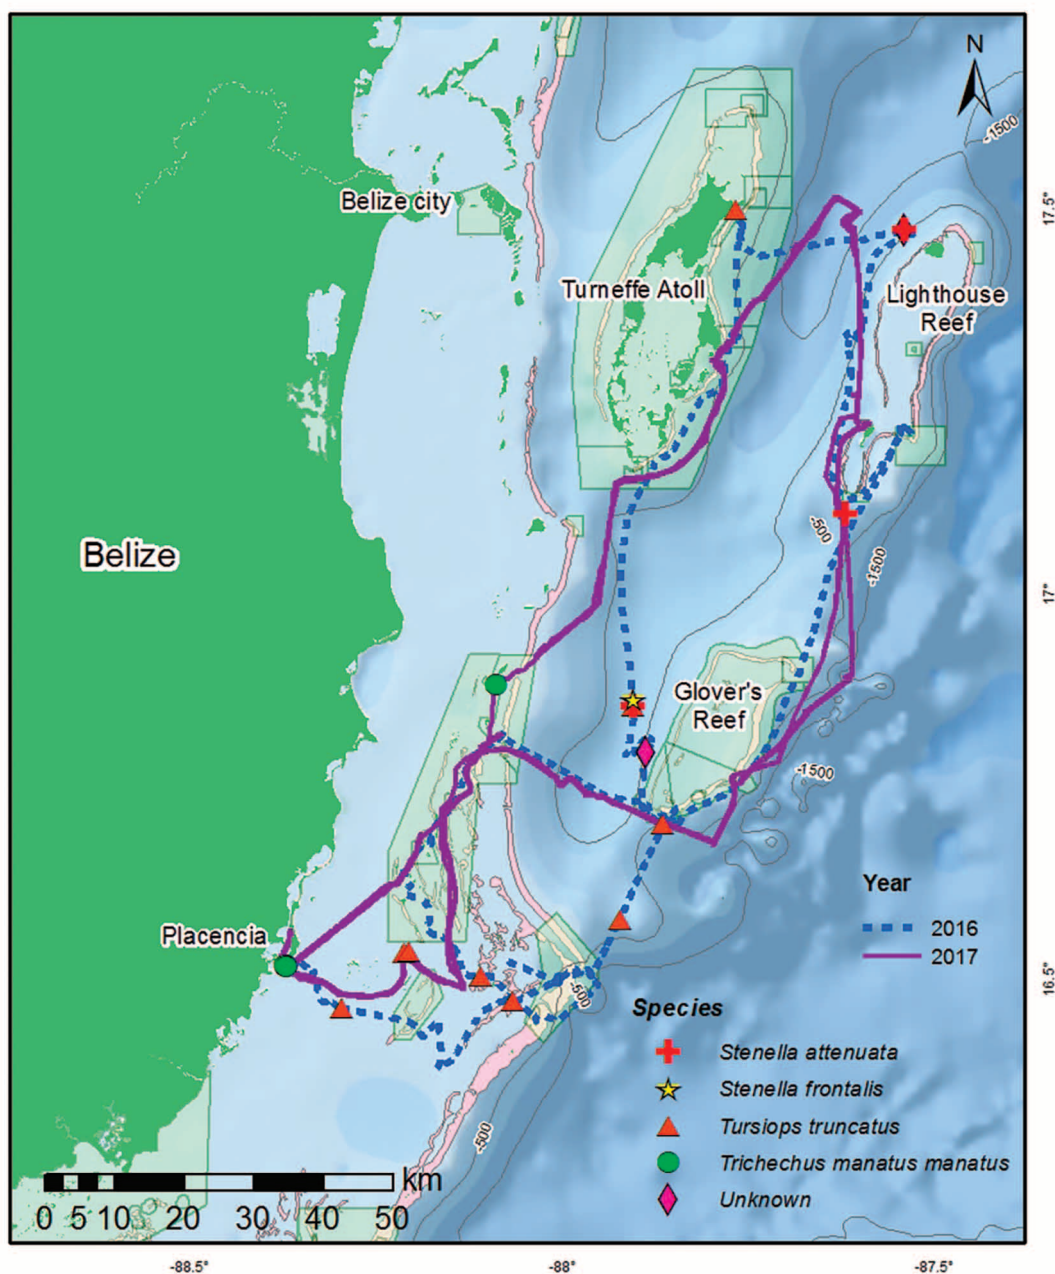 N
-1500
Belize city
17.5°
Turneffe Atoll
Lighthouse
Reef
-500
-1500
Belize
17°
Glover's
Reef
-1500
Year
2016
2017
Placencia
16.5°
-500
Species
Stenella attenuata
Stenella frontalis
Tursiops truncatus
Trichechus manatus manatus
Unknown
-500
km
0 5 10 20 30 40 50
-88.5° -88° -87.5°